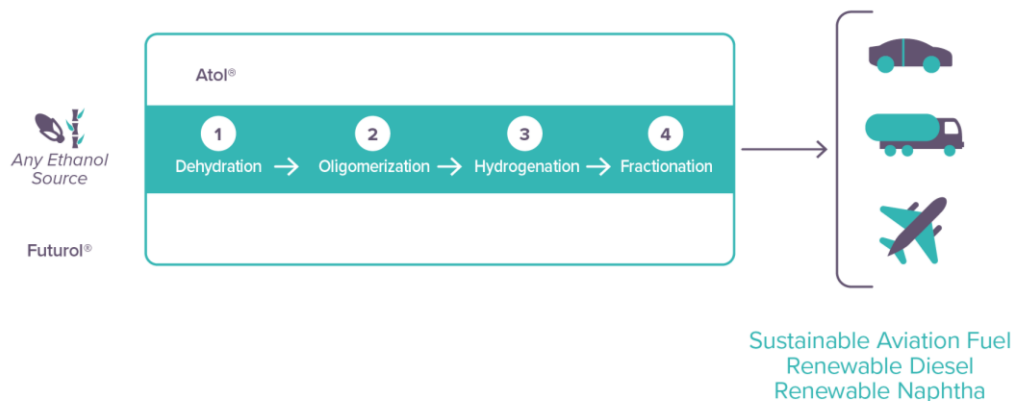 Atol®
Any Ethanol
Source
1
2
3
4
Dehydration
Oligomerization
Hydrogenation
Fractionation
Futurol®
Sustainable Aviation Fuel
Renewable Diesel
Renewable Naphtha